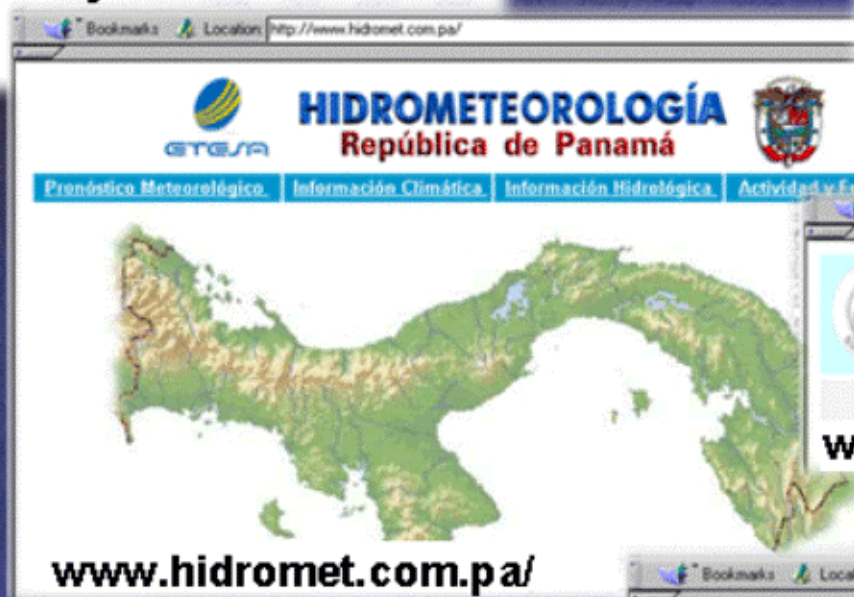 Bookmarks Location: http://www.hidromet.com.pa/
HIDROMETEOROLOGÍA
ETESA República de Panamá
Pronóstico Meteorológico Información Climática Información Hidrológica Actividad y
www.hidromet.com.pa/
Bookmarks